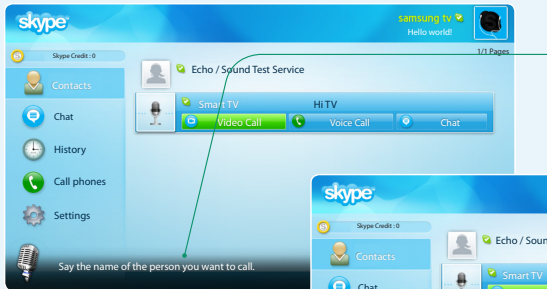 skype
samsung tv
Hello world!
Skype Credit : 0
1/1 Pages
Contacts
Echo / Sound Test Service
Smart TV Hi TV
Video Call Voice Call Chat
Chat
History
Call phones
Settings
Say the name of the person you want to call.
skype
Skype Credit : 0
Contacts
Echo / Soun
Smart TV
Chat